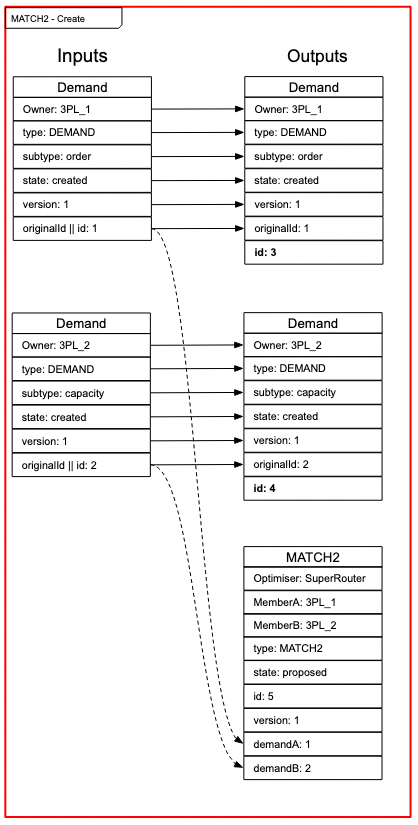 MATCH2 - Create
Inputs
Outputs
Demand
Owner: 3PL_1
type: DEMAND
subtype: order
state: created
version: 1
originalId || id: 1
Demand
Owner: 3PL_1
type: DEMAND
subtype: order
state: created
version: 1
originalId: 1
id: 3
Demand
Owner: 3PL_2
type: DEMAND
subtype: capacity
state: created
version: 1
originalId || id: 2
Demand
Owner: 3PL_2
type: DEMAND
subtype: capacity
state: created
version: 1
originalId: 2
id: 4
MATCH2
Optimiser: SuperRouter
MemberA: 3PL_1
MemberB: 3PL_2
type: MATCH2
state: proposed
id: 5
version: 1
demandA: 1
demandB: 2